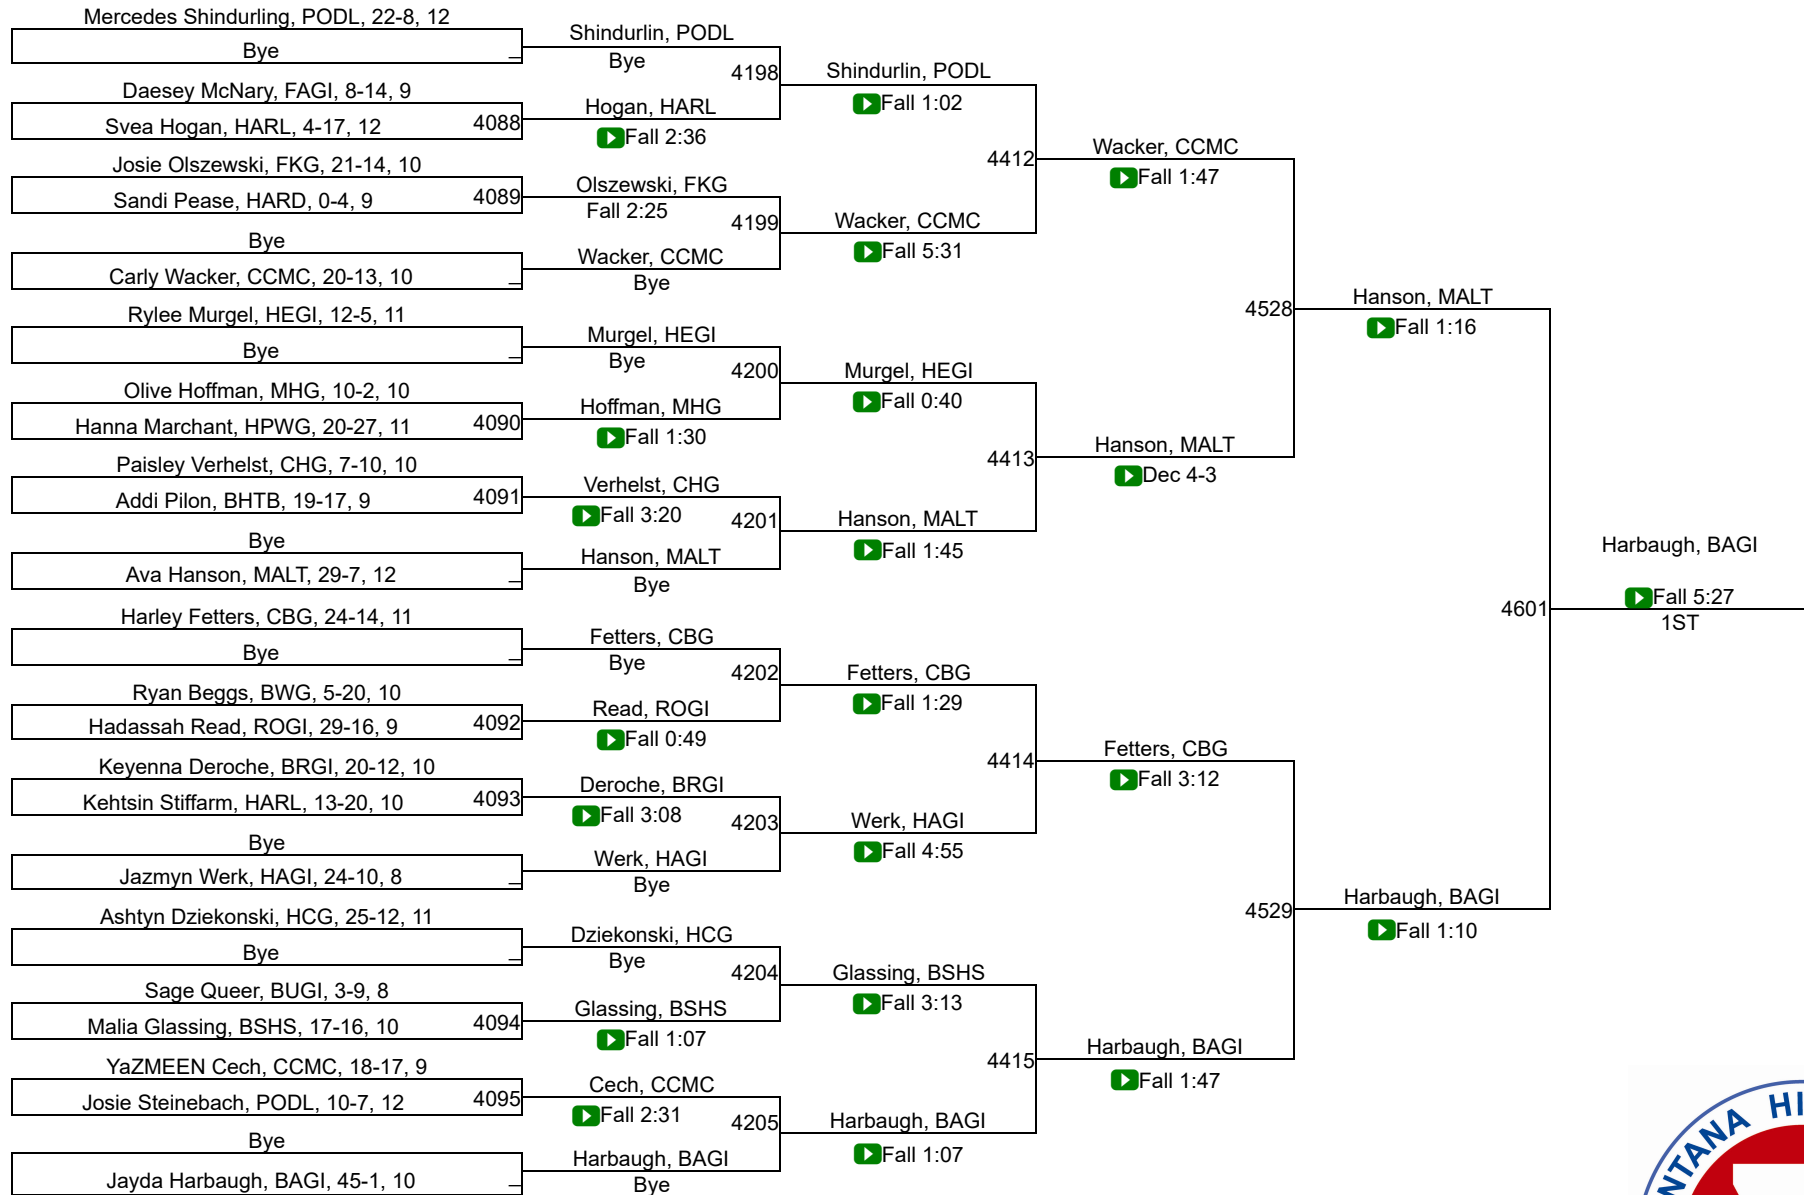 Mercedes Shindurling, PODL, 22-8, 12
Bye
Daesey McNary, FAGI, 8-14, 9
Svea Hogan, HARL, 4-17, 12
4088
Josie Olszewski, FKG, 21-14, 10
Sandi Pease, HARD, 0-4, 9
4089
Bye
Carly Wacker, CCMC, 20-13, 10
Rylee Murgel, HEGI, 12-5, 11
Bye
Olive Hoffman, MHG, 10-2, 10
Hanna Marchant, HPWG, 20-27, 11
4090
Paisley Verhelst, CHG, 7-10, 10
Addi Pilon, BHTB, 19-17, 9
4091
Bye
Ava Hanson, MALT, 29-7, 12
Harley Fetters, CBG, 24-14, 11
Bye
Ryan Beggs, BWG, 5-20, 10
Hadassah Read, ROGI, 29-16, 9
4092
Keyenna Deroche, BRGI, 20-12, 10
Kehtsin Stiffarm, HARL, 13-20, 10
4093
Bye
Jazmyn Werk, HAGI, 24-10, 8
Ashtyn Dziekonski, HCG, 25-12, 11
Bye
Sage Queer, BUGI, 3-9, 8
Malia Glassing, BSHS, 17-16, 10
4094
YaZMEEN Cech, CCMC, 18-17, 9
Josie Steinebach, PODL, 10-7, 12
4095
Bye
Jayda Harbaugh, BAGI, 45-1, 10
Shindurlin, PODL
Bye
4198
Hogan, HARL
Fall 2:36
Olszewski, FKG
Fall 2:25
4199
Wacker, CCMC
Bye
Murgel, HEGI
Bye
4200
Hoffman, MHG
Fall 1:30
Verhelst, CHG
Fall 3:20
4201
Hanson, MALT
Bye
Fetters, CBG
Bye
4202
Read, ROGI
Fall 0:49
Deroche, BRGI
Fall 3:08
4203
Werk, HAGI
Bye
Dziekonski, HCG
Bye
4204
Glassing, BSHS
Fall 1:07
Cech, CCMC
Fall 2:31
4205
Harbaugh, BAGI
Bye
Shindurlin, PODL
Fall 1:02
4412
Wacker, CCMC
Fall 5:31
Murgel, HEGI
Fall 0:40
4413
Hanson, MALT
Fall 1:45
Fetters, CBG
Fall 1:29
4414
Werk, HAGI
Fall 4:55
Glassing, BSHS
Fall 3:13
4415
Harbaugh, BAGI
Fall 1:07
Wacker, CCMC
Fall 1:47
4528
Hanson, MALT
Dec 4-3
Fetters, CBG
Fall 3:12
4529
Harbaugh, BAGI
Fall 1:47
Hanson, MALT
Fall 1:16
4601
Harbaugh, BAGI
Fall 1:10
Harbaugh, BAGI
Fall 5:27
1ST
NTANA HI